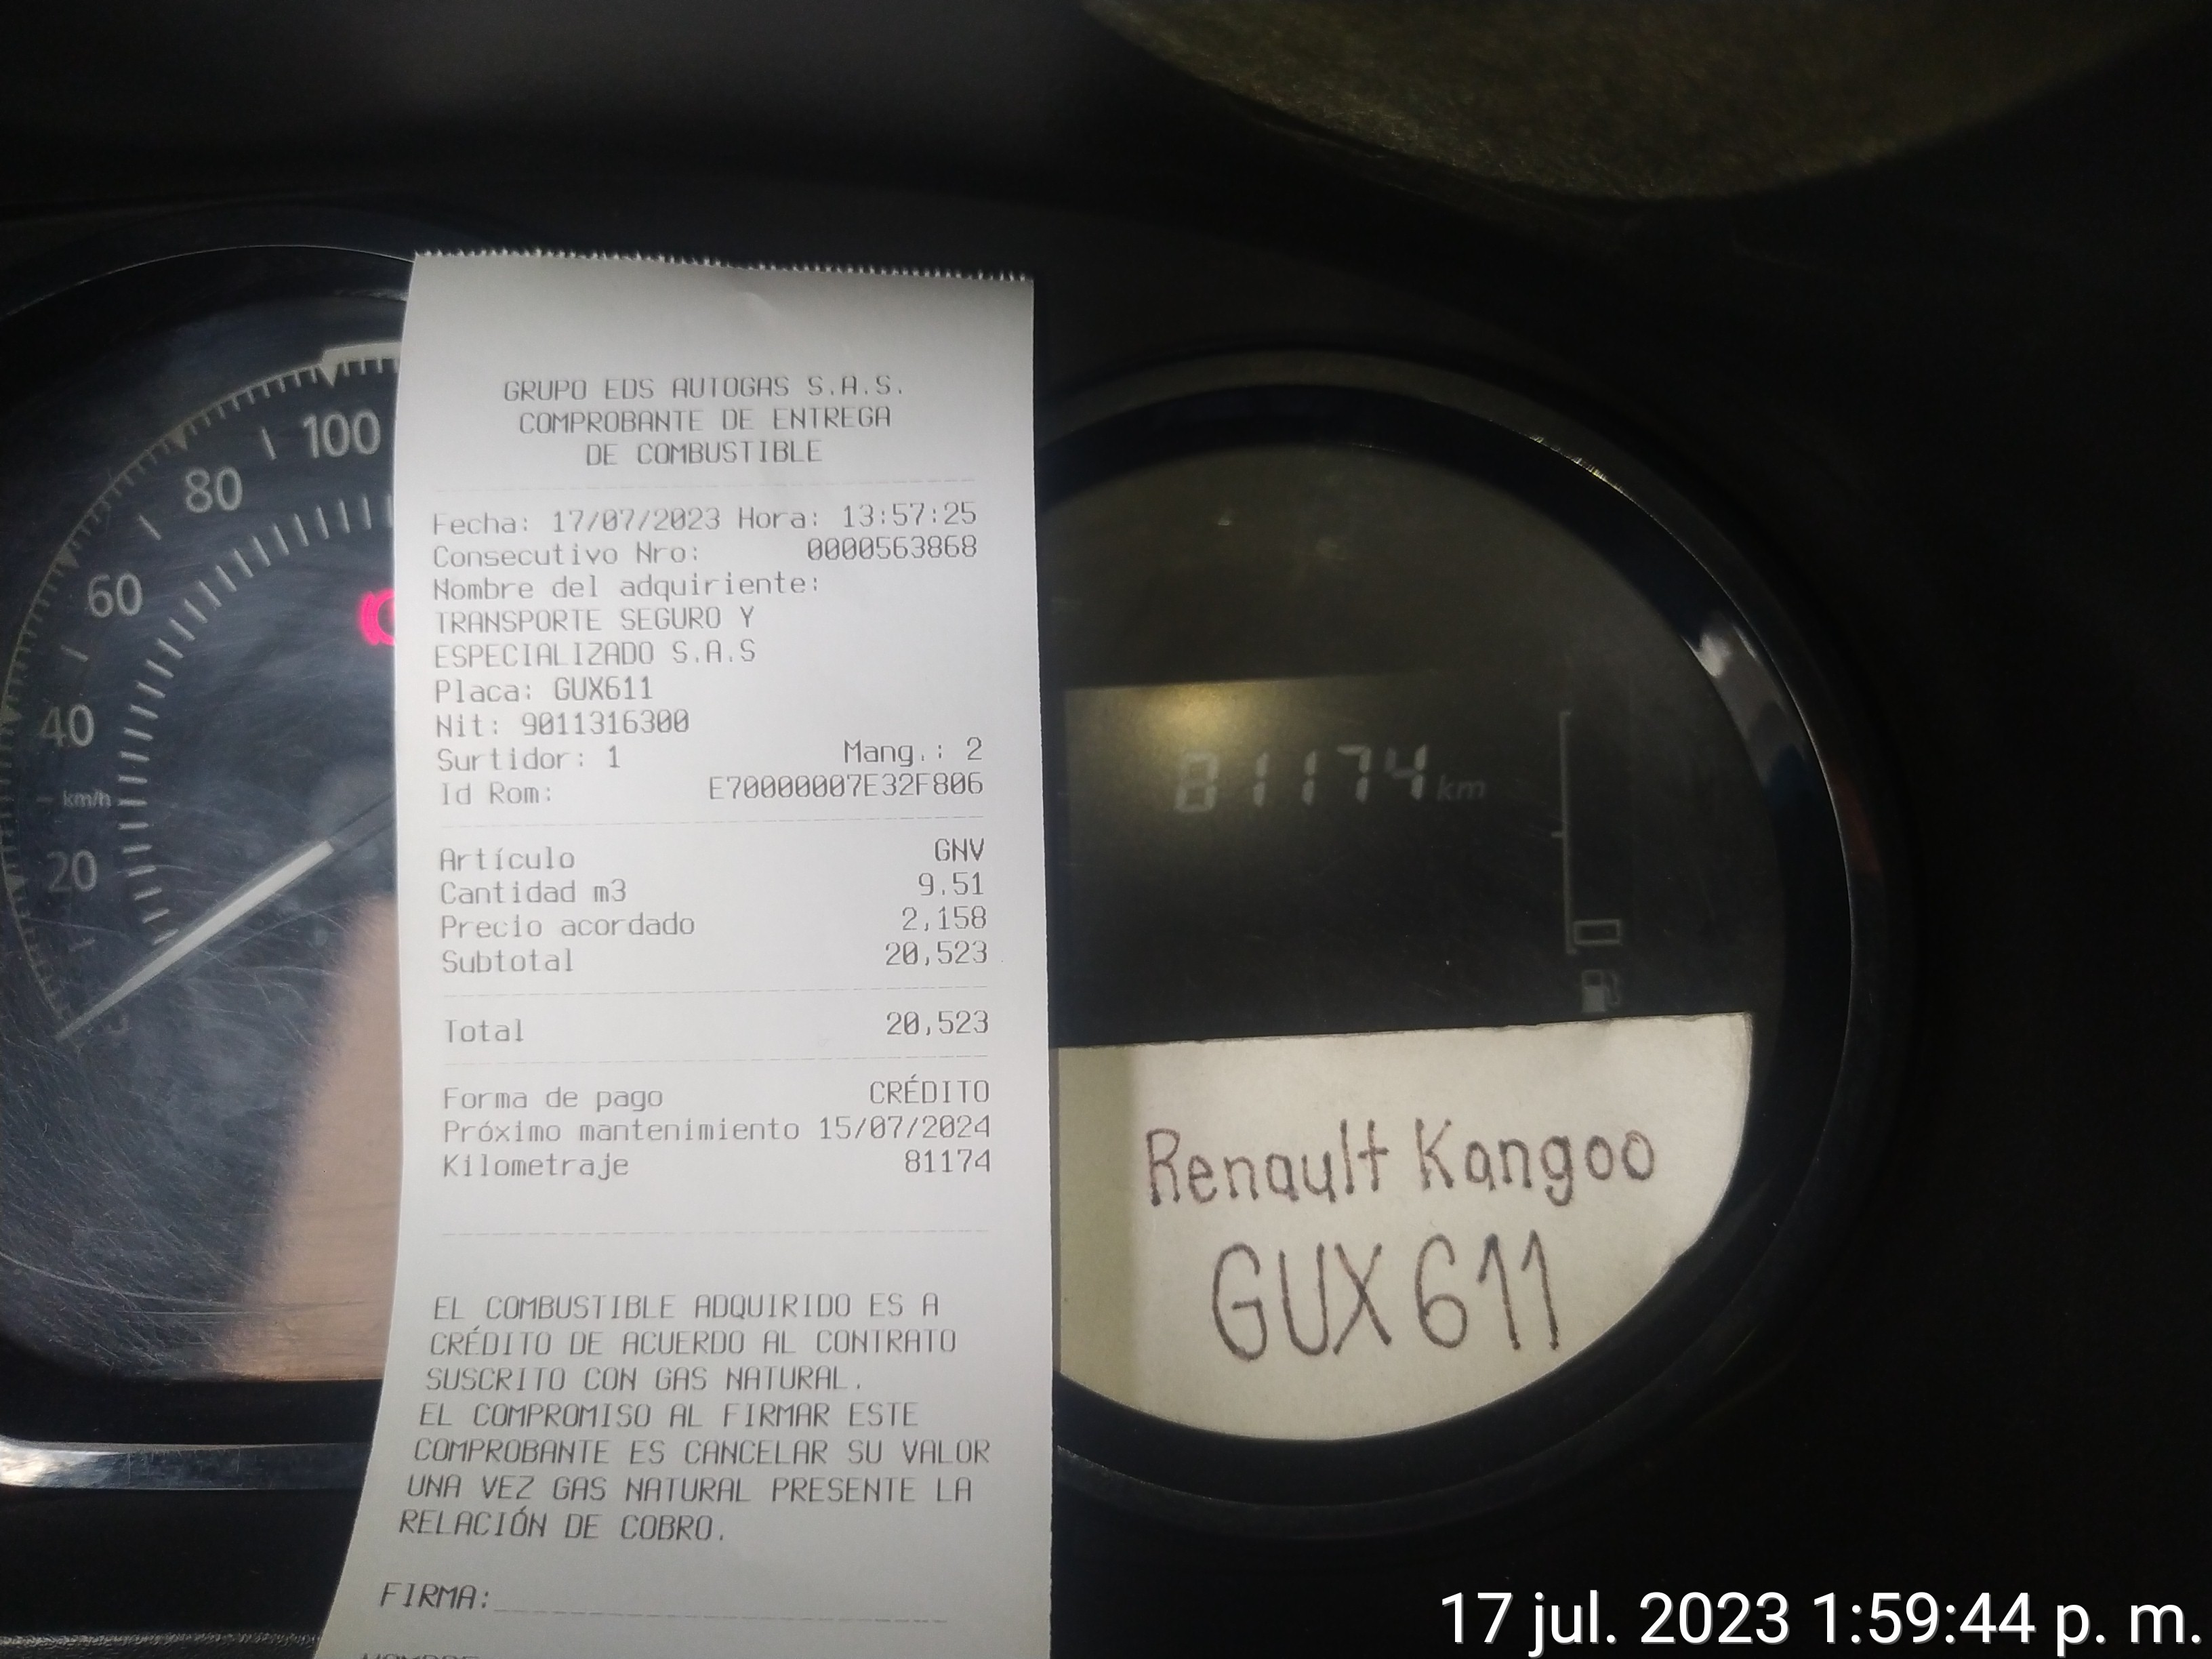 GRUPO EDS AUTOGAS S.A.S.
COMPROBANTE DE ENTREGA
DE COMBUSTIBLE
Fecha: 17/07/2023 Hora: 13:57:25
Consecutivo Nro: 0000563868
Nombre del adquiriente:
TRANSPORTE SEGURO Y
ESPECIALIZADO S.A.S
Placa: GUX611
Nit: 9011316300
Surtidor: 1 Mang.: 2
Id Rom: E70000007E32F806
Artículo GNV
Cantidad m3 9.51
Precio acordado 2,158
Subtotal 20,523
Total 20,523
Forma de pago CRÉDITO
Próximo mantenimiento 15/07/2024
Kilometraje 81174
EL COMBUSTIBLE ADQUIRIDO ES A
CRÉDITO DE ACUERDO AL CONTRATO
SUSCRITO CON GAS NATURAL.
EL COMPROMISO AL FIRMAR ESTE
COMPROBANTE ES CANCELAR SU VALOR
UNA VEZ GAS NATURAL PRESENTE LA
RELACIÓN DE COBRO.
FIRMA:
100
80
60
40
km/h
20
81174 km
Renault Kangoo
GUX 611
17 jul. 2023 1:59:44 p. m.